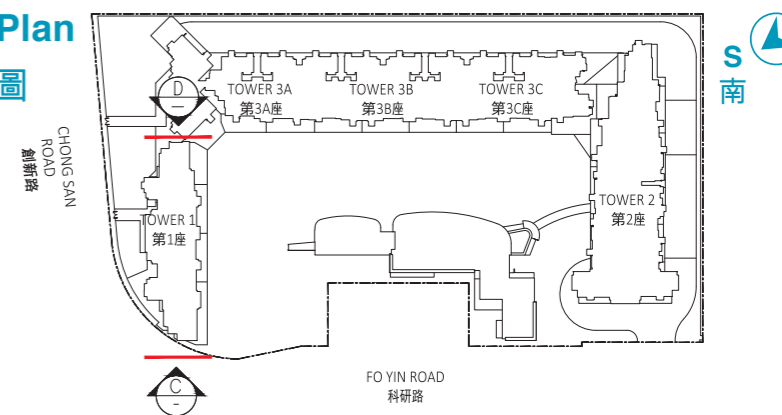 Plan
圖
S
南
D
TOWER 3A
第3A座
TOWER 3B
第3B座
TOWER 3C
第3C座
CHONG SAN
ROAD
創新路
TOWER 1
第1座
TOWER 2
第2座
FO YIN ROAD
科研路
C
-